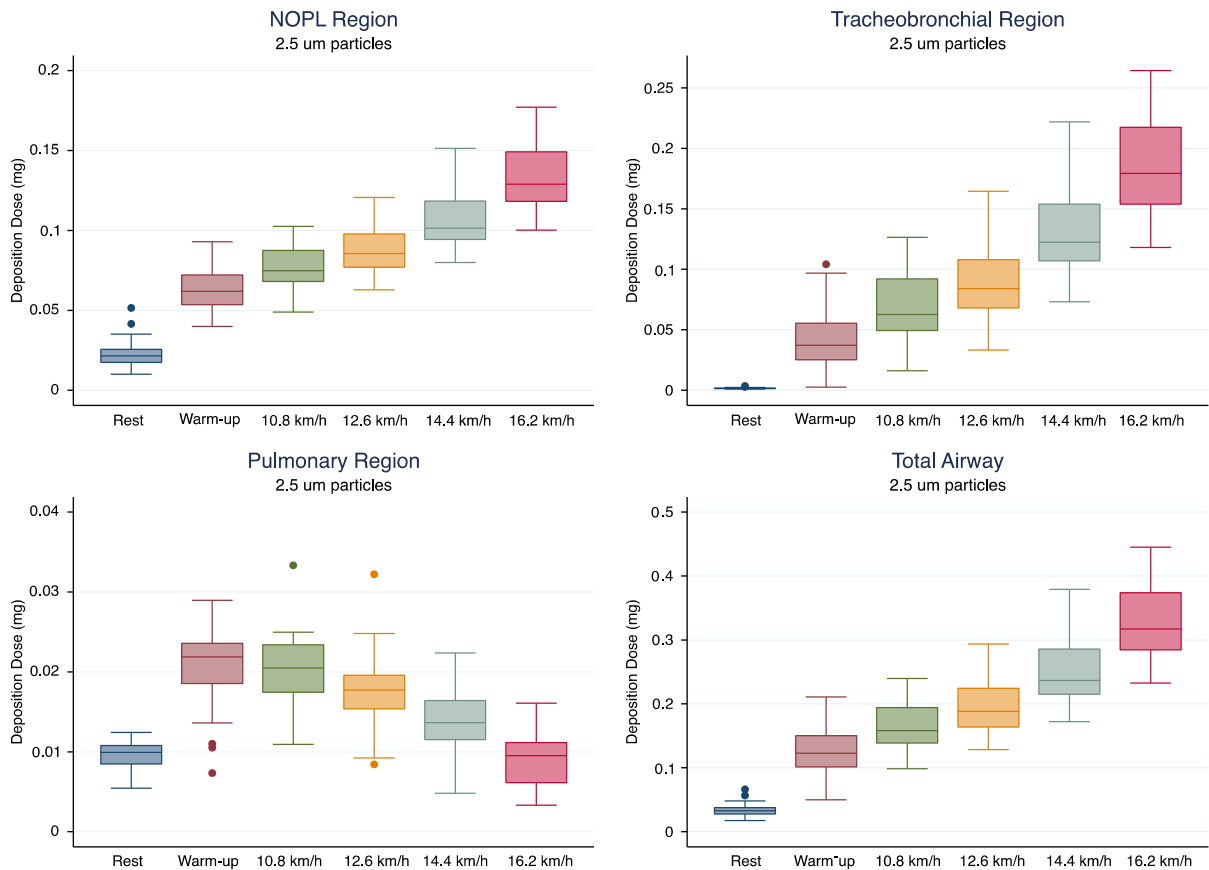 NOPL Region
2.5 um particles
Deposition Dose (mg)
0.2
0.15
0.1
0.05
0
Rest Warm-up 10.8 km/h 12.6 km/h 14.4 km/h 16.2 km/h
Tracheobronchial Region
2.5 um particles
Deposition Dose (mg)
0.25
0.2
0.15
0.1
0.05
0
Rest Warm-up 10.8 km/h 12.6 km/h 14.4 km/h 16.2 km/h
Pulmonary Region
2.5 um particles
Deposition Dose (mg)
0.04
0.03
0.02
0.01
0
Rest Warm-up 10.8 km/h 12.6 km/h 14.4 km/h 16.2 km/h
Total Airway
2.5 um particles
Deposition Dose (mg)
0.5
0.4
0.3
0.2
0.1
0
Rest Warm-up 10.8 km/h 12.6 km/h 14.4 km/h 16.2 km/h